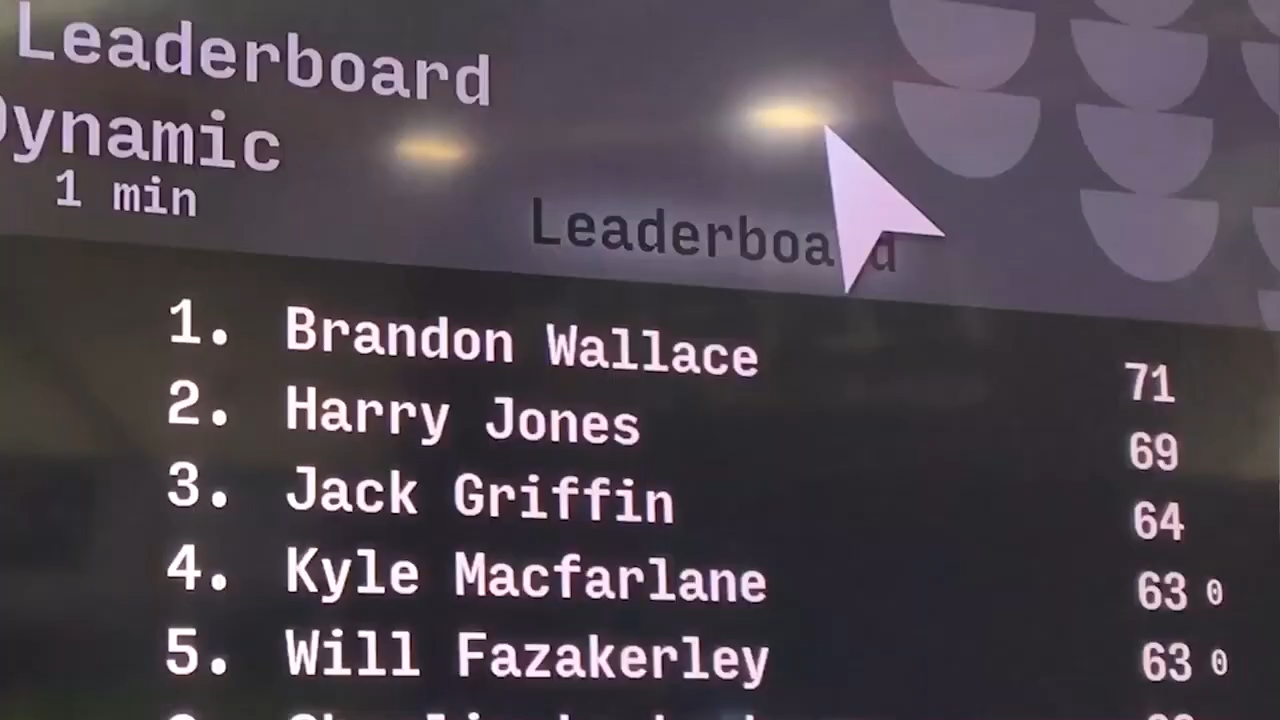 Leaderboard
Dynamic
1 min
Leaderboard
1. Brandon Wallace 71
2. Harry Jones 69
3. Jack Griffin 64
4. Kyle Macfarlane 63 0
5. Will Fazakerley 63 0